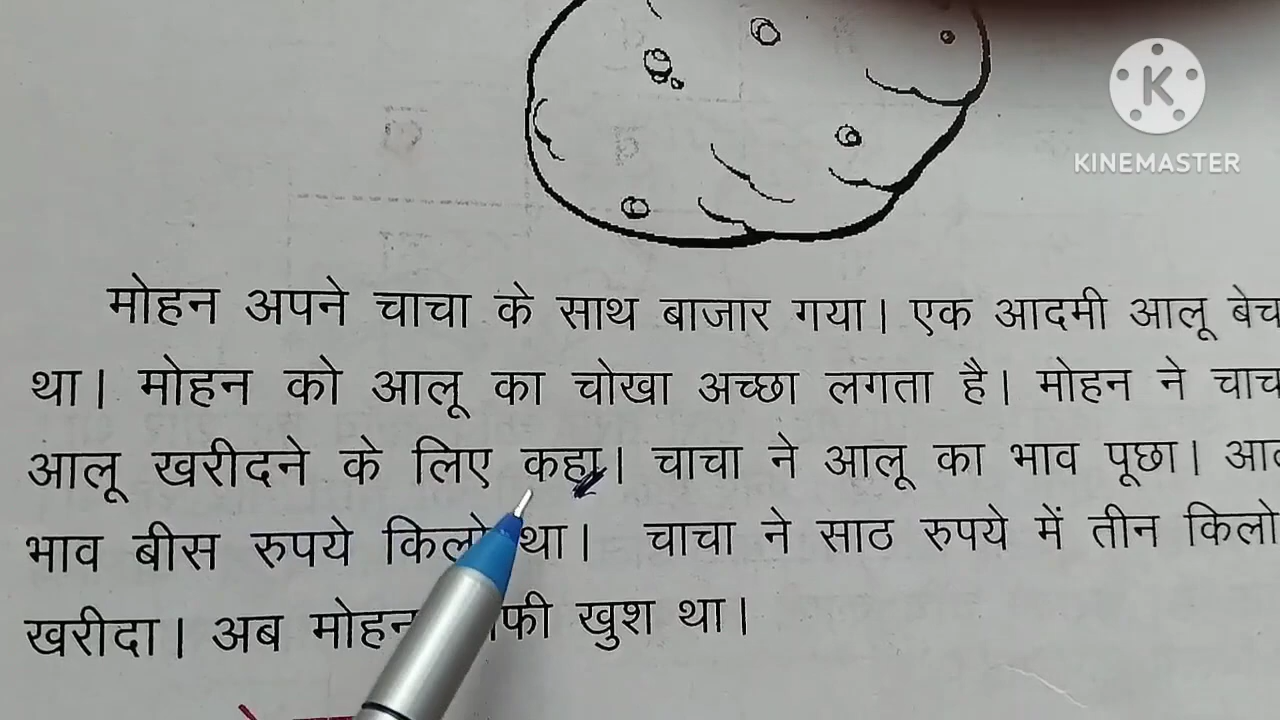 KINEMASTER
मोहन अपने चाचा के साथ बाजार गया। एक आदमी आलू बेच
था। मोहन को आलू का चोखा अच्छा लगता है। मोहन ने चाच
आलू खरीदने के लिए कहा। चाचा ने आलू का भाव पूछा।
भाव बीस रुपये किलो था। चाचा ने साठ रुपये में तीन किलो
खरीदा। अब मोहन खुश था।